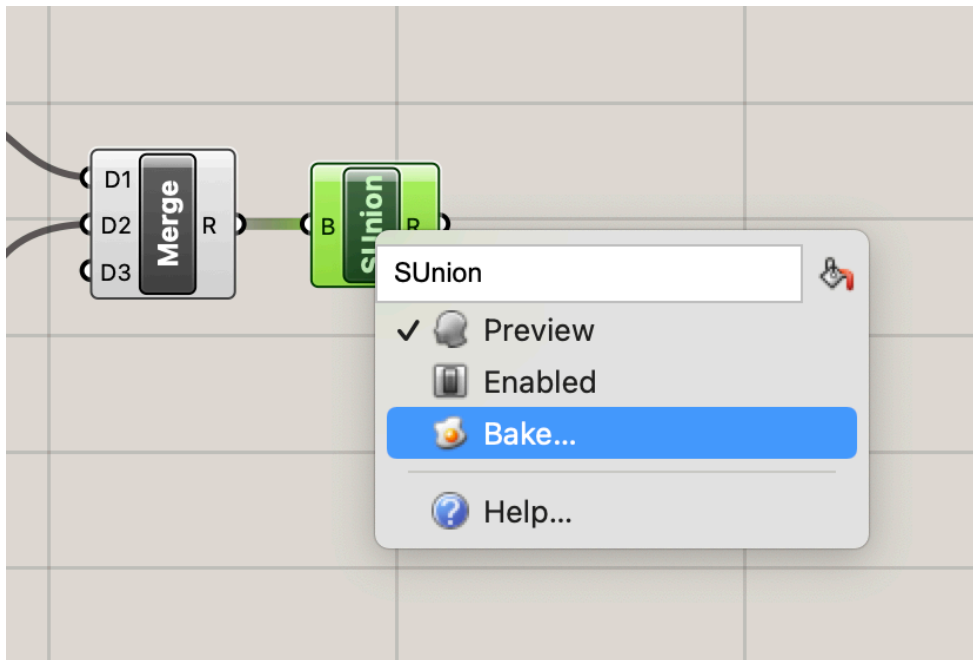 D1
D2
D3
Merge
R
B
SUnion
R
SUnion
Preview
Enabled
Bake...
Help...